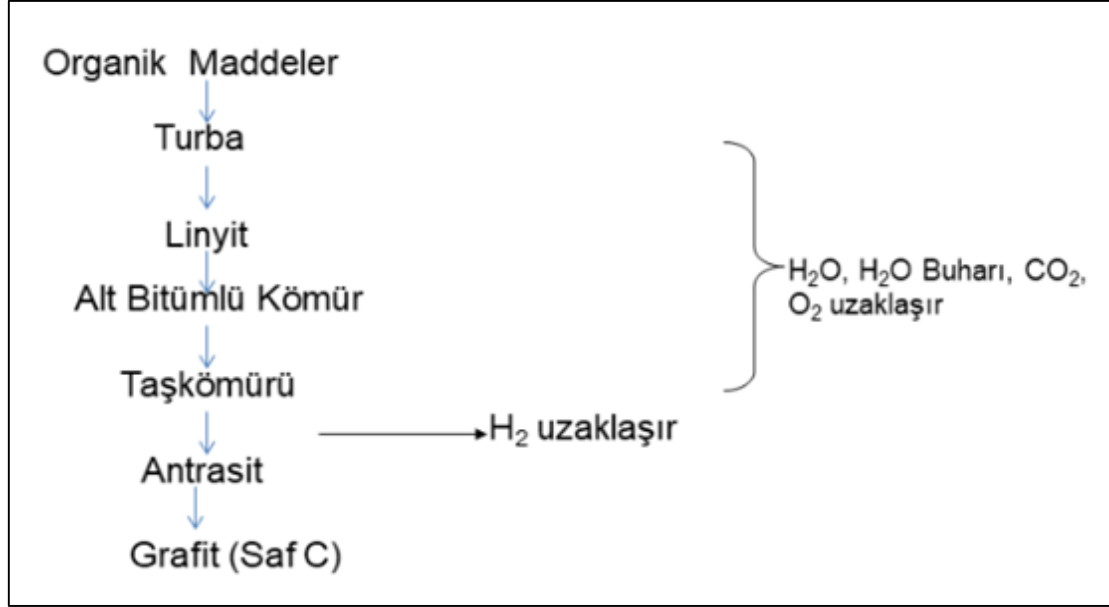 Organik Maddeler
Turba
Linyit
Alt Bitümlü Kömür
Taşkömürü
Antrasit
Grafit (Saf C)
H₂O, H₂O Buharı, CO₂,
O₂ uzaklaşır
H₂ uzaklaşır